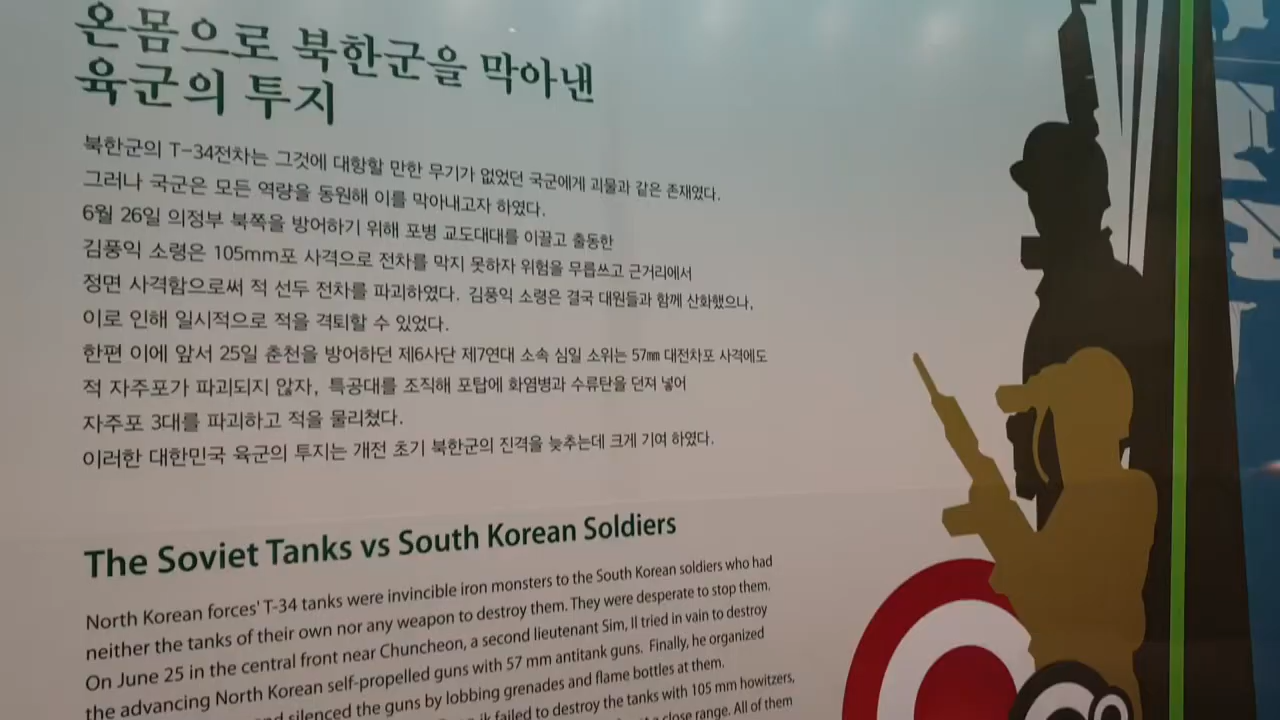 온몸으로 북한군을 막아낸
육군의 투지
북한군의 T-34전차는 그것에 대항할 만한 무기가 없었던 국군에게 괴물과 같은 존재였다.
그러나 국군은 모든 역량을 동원해 이를 막아내고자 하였다.
6월 26일 의정부 북쪽을 방어하기 위해 포병 교도대대를 이끌고 출동한
김풍익 소령은 105mm포 사격으로 전차를 막지 못하자 위험을 무릅쓰고 근거리에서
정면 사격함으로써 적 선두 전차를 파괴하였다. 김풍익 소령은 결국 대원들과 함께 산화했으나,
이로 인해 일시적으로 적을 격퇴할 수 있었다.
한편 이에 앞서 25일 춘천을 방어하던 제6사단 제7연대 소속 심일 소위는 57㎜ 대전차포 사격에도
적 자주포가 파괴되지 않자, 특공대를 조직해 포탑에 화염병과 수류탄을 던져 넣어
자주포 3대를 파괴하고 적을 물리쳤다.
이러한 대한민국 육군의 투지는 개전 초기 북한군의 진격을 늦추는데 크게 기여 하였다.
The Soviet Tanks vs South Korean Soldiers
North Korean forces' T-34 tanks were invincible iron monsters to the South Korean soldiers who had
neither the tanks of their own nor any weapon to destroy them. They were desperate to stop them.
On June 25 in the central front near Chuncheon, a second lieutenant Sim, Il tried in vain to destroy
the advancing North Korean self-propelled guns with 57 mm antitank guns. Finally, he organized
silenced the guns by lobbing grenades and flame bottles at them.
failed to destroy the tanks with 105 mm howitzers,
close range. All of them